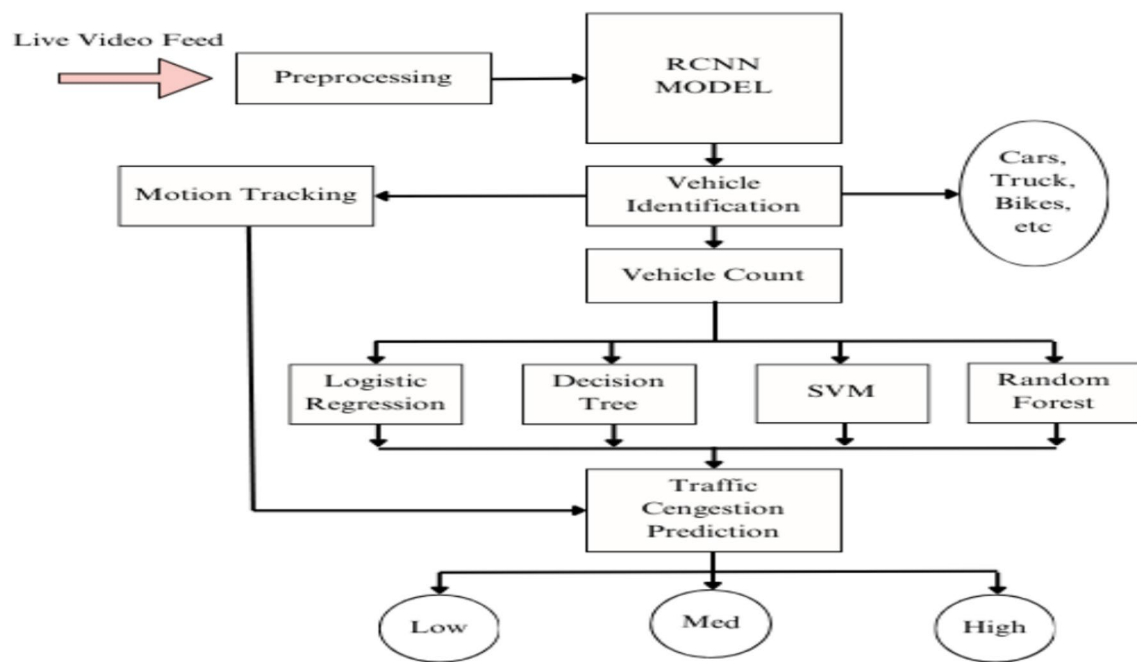 Live Video Feed
Preprocessing
RCNN
MODEL
Motion Tracking
Vehicle
Identification
Cars,
Truck,
Bikes,
etc
Vehicle Count
Logistic
Regression
Decision
Tree
SVM
Random
Forest
Traffic
Cengestion
Prediction
Low
Med
High